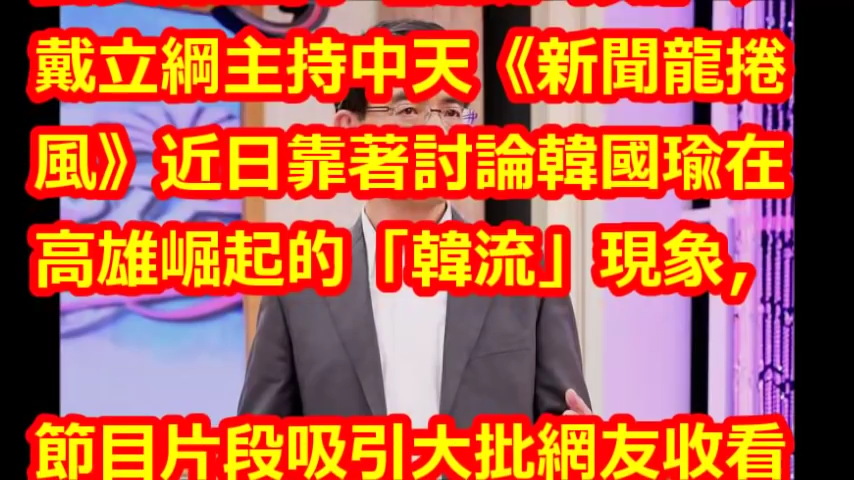 戴立綱主持中天《新聞龍捲
風》近日靠著討論韓國瑜在
高雄崛起的「韓流」現象，
節目片段吸引大批網友收看